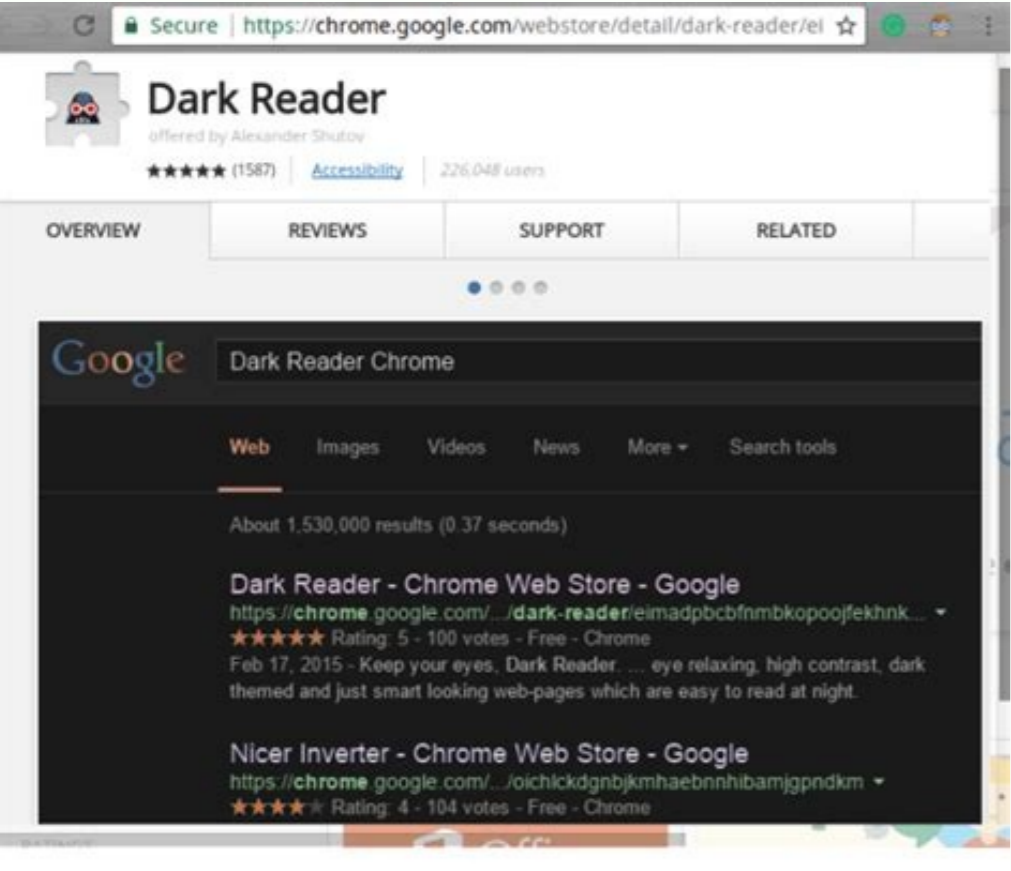 Secure | https://chrome.google.com/webstore/detail/dark-reader/ei
Dark Reader
offered by Alexander Shutov
★★★★★ (1587) Accessibility 226,048 users
OVERVIEW REVIEWS SUPPORT RELATED
Google Dark Reader Chrome
Web Images Videos News More Search tools
About 1,530,000 results (0.37 seconds)
Dark Reader - Chrome Web Store - Google
https://chrome.google.com/.../dark-reader/eimadpbcbfnmbkopoojfekhnk...
★★★★★ Rating: 5 - 100 votes - Free - Chrome
Feb 17, 2015 - Keep your eyes, Dark Reader. ... eye relaxing, high contrast, dark
themed and just smart looking web-pages which are easy to read at night.
Nicer Inverter - Chrome Web Store - Google
https://chrome.google.com/.../oichlckdgnbjkmhaebnnhibamjgpndkm
★★★★★ Rating: 4 - 104 votes - Free - Chrome